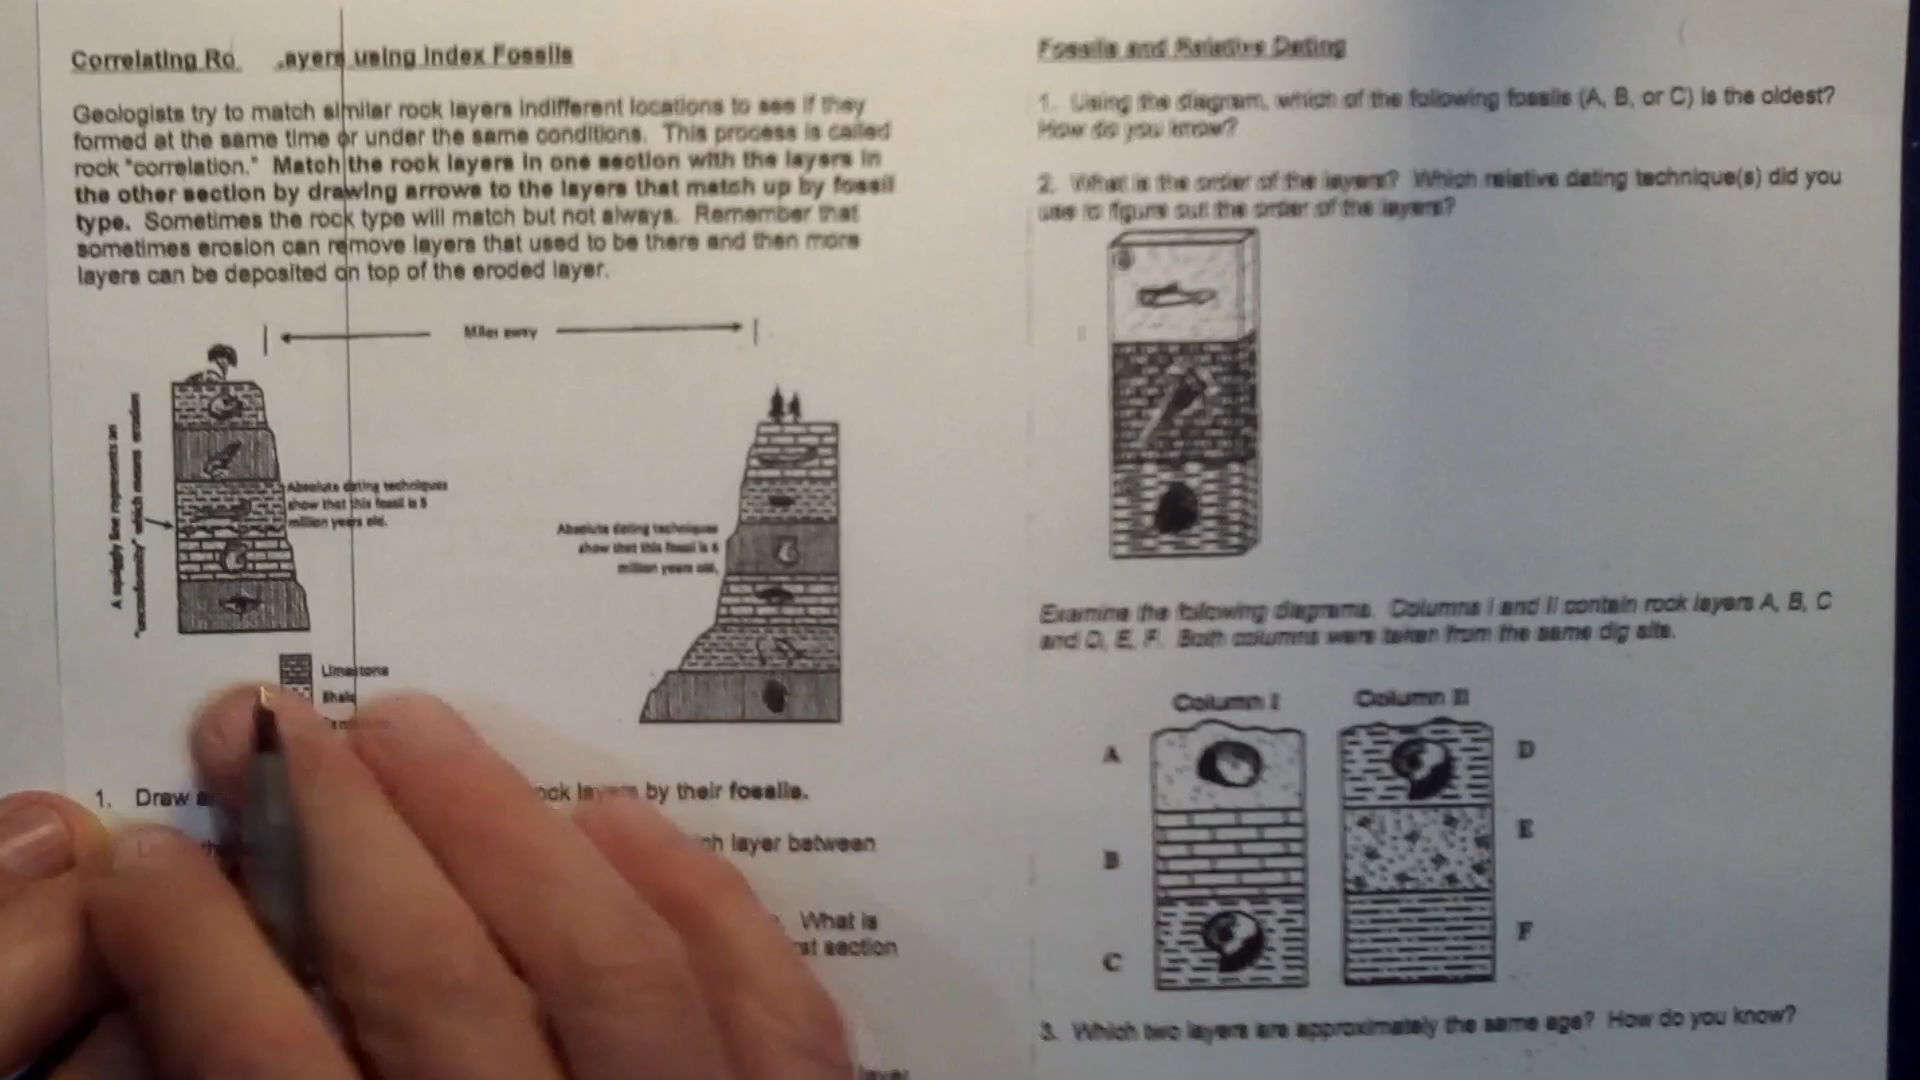 Correlating Ro ayers using Index Fossils
Geologists try to match similar rock layers indifferent locations to see if they
formed at the same time or under the same conditions. This process is called
rock "correlation." Match the rock layers in one section with the layers in
the other section by drawing arrows to the layers that match up by fossil
type. Sometimes the rock type will match but not always. Remember that
sometimes erosion can remove layers that used to be there and then more
layers can be deposited on top of the eroded layer.
Miles away
A squiggly line represents an
"unconformity" which means erosion
Absolute dating techniques
show that this fossil is 5
million years old.
Absolute dating techniques
show that this fossil is 6
million years old.
Limestone
Shale
1. Draw ock layers by their fossils.
ch layer between
What is
st section
layer
Fossils and Relative Dating
1. Using the diagram, which of the following fossils (A, B, or C) is the oldest?
How do you know?
2. What is the order of the layers? Which relative dating technique(s) did you
use to figure out the order of the layers?
Examine the following diagrams. Columns I and II contain rock layers A, B, C
and D, E, F. Both columns were taken from the same dig site.
Column I Column II
A D
B E
C F
3. Which two layers are approximately the same age? How do you know?